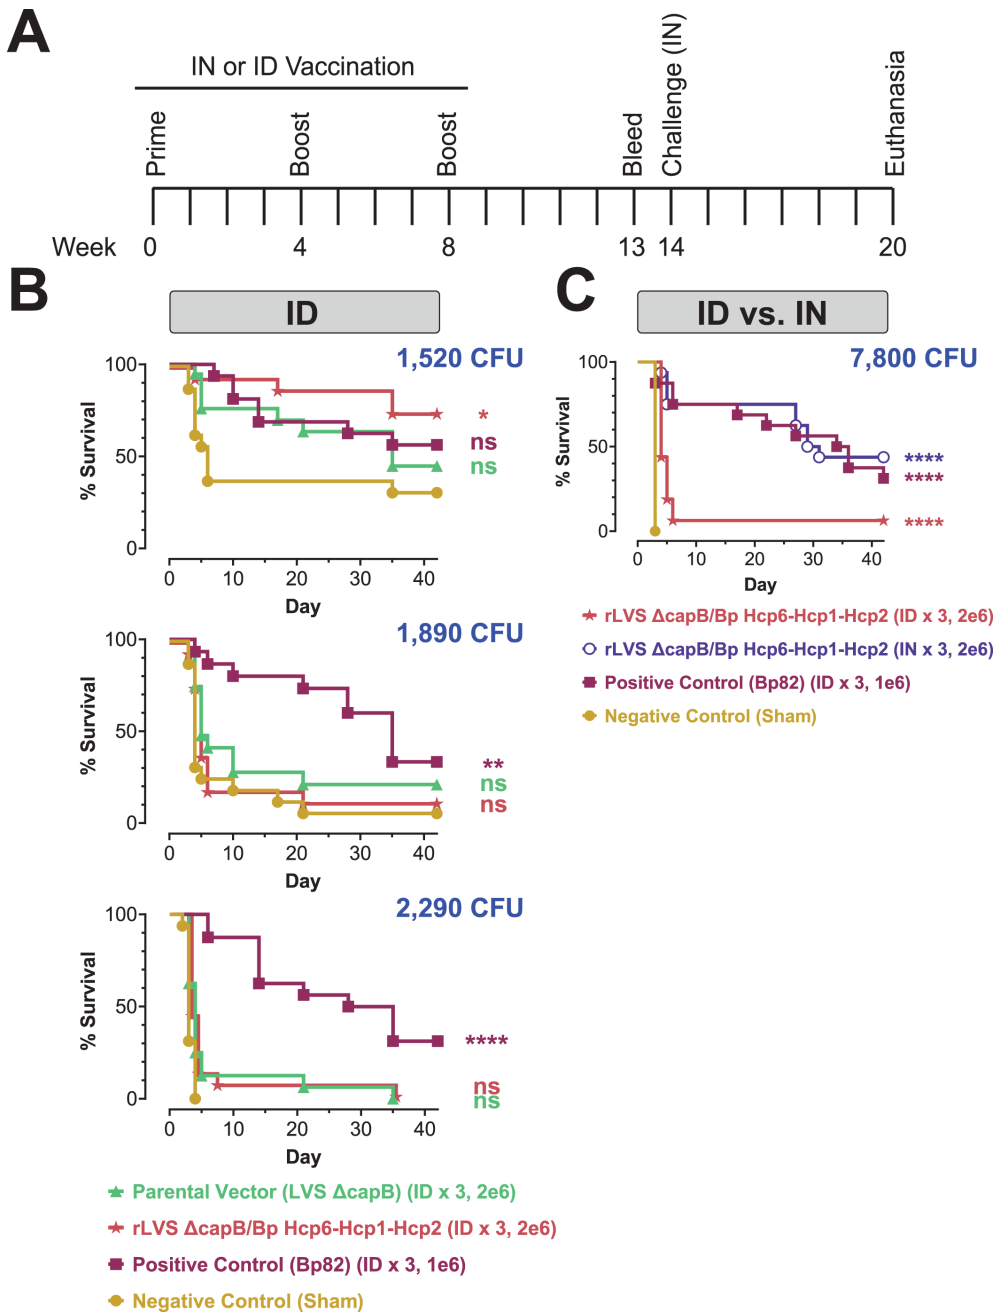 A
IN or ID Vaccination
Prime
Boost
Boost
Bleed
Challenge (IN)
Euthanasia
Week 0 4 8 13 14 20
B
ID
1,520 CFU
% Survival
100
50
0
*
ns
ns
0 10 20 30 40
Day
1,890 CFU
% Survival
100
50
0
**
ns
ns
0 10 20 30 40
Day
2,290 CFU
% Survival
100
50
0
****
ns
ns
0 10 20 30 40
Day
Parental Vector (LVS ΔcapB) (ID x 3, 2e6)
rLVS ΔcapB/Bp Hcp6-Hcp1-Hcp2 (ID x 3, 2e6)
Positive Control (Bp82) (ID x 3, 1e6)
Negative Control (Sham)
C
ID vs. IN
7,800 CFU
% Survival
100
50
0
****
****
****
0 10 20 30 40
Day
rLVS ΔcapB/Bp Hcp6-Hcp1-Hcp2 (ID x 3, 2e6)
rLVS ΔcapB/Bp Hcp6-Hcp1-Hcp2 (IN x 3, 2e6)
Positive Control (Bp82) (ID x 3, 1e6)
Negative Control (Sham)